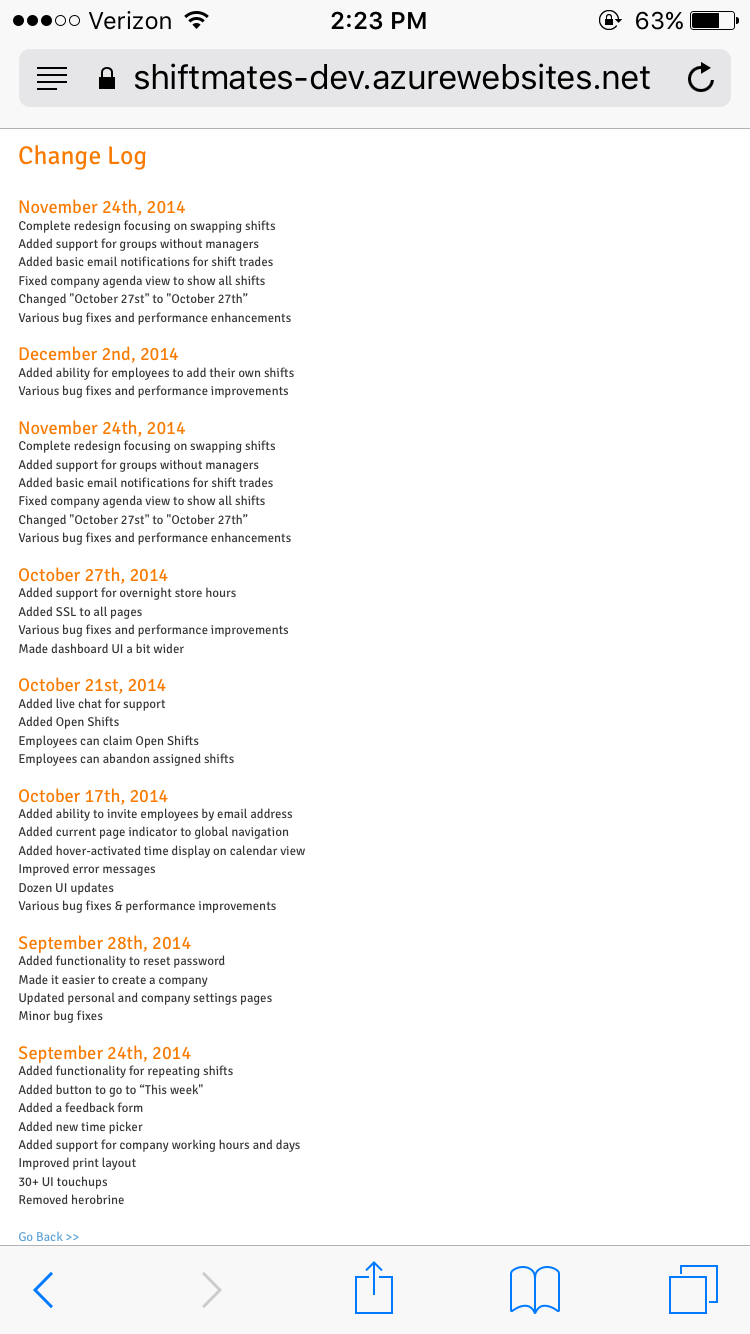 Verizon 2:23 PM 63%
shiftmates-dev.azurewebsites.net
Change Log
November 24th, 2014
Complete redesign focusing on swapping shifts
Added support for groups without managers
Added basic email notifications for shift trades
Fixed company agenda view to show all shifts
Changed "October 27st" to "October 27th”
Various bug fixes and performance enhancements
December 2nd, 2014
Added ability for employees to add their own shifts
Various bug fixes and performance improvements
November 24th, 2014
Complete redesign focusing on swapping shifts
Added support for groups without managers
Added basic email notifications for shift trades
Fixed company agenda view to show all shifts
Changed "October 27st" to "October 27th”
Various bug fixes and performance enhancements
October 27th, 2014
Added support for overnight store hours
Added SSL to all pages
Various bug fixes and performance improvements
Made dashboard UI a bit wider
October 21st, 2014
Added live chat for support
Added Open Shifts
Employees can claim Open Shifts
Employees can abandon assigned shifts
October 17th, 2014
Added ability to invite employees by email address
Added current page indicator to global navigation
Added hover-activated time display on calendar view
Improved error messages
Dozen UI updates
Various bug fixes & performance improvements
September 28th, 2014
Added functionality to reset password
Made it easier to create a company
Updated personal and company settings pages
Minor bug fixes
September 24th, 2014
Added functionality for repeating shifts
Added button to go to “This week"
Added a feedback form
Added new time picker
Added support for company working hours and days
Improved print layout
30+ UI touchups
Removed herobrine
Go Back >>